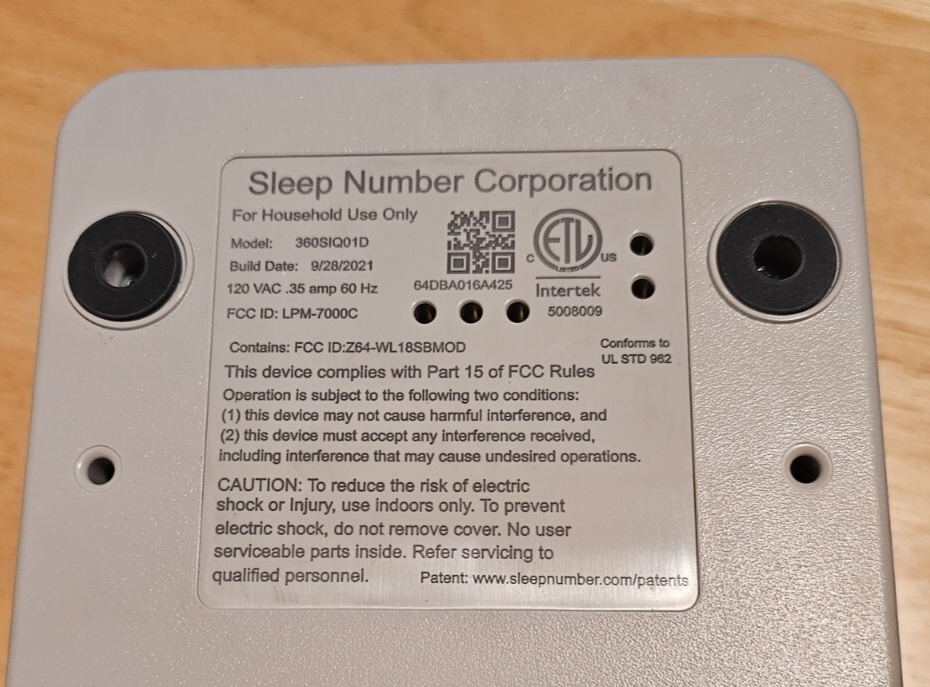 Sleep Number Corporation
For Household Use Only
Model: 360SIQ01D
Build Date: 9/28/2021
120 VAC .35 amp 60 Hz
FCC ID: LPM-7000C
64DBA016A425
ETL
LISTED
C US
Intertek
5008009
Contains: FCC ID:Z64-WL18SBMOD
Conforms to
UL STD 962
This device complies with Part 15 of FCC Rules
Operation is subject to the following two conditions:
(1) this device may not cause harmful interference, and
(2) this device must accept any interference received,
including interference that may cause undesired operations.
CAUTION: To reduce the risk of electric
shock or Injury, use indoors only. To prevent
electric shock, do not remove cover. No user
serviceable parts inside. Refer servicing to
qualified personnel.
Patent: www.sleepnumber.com/patents